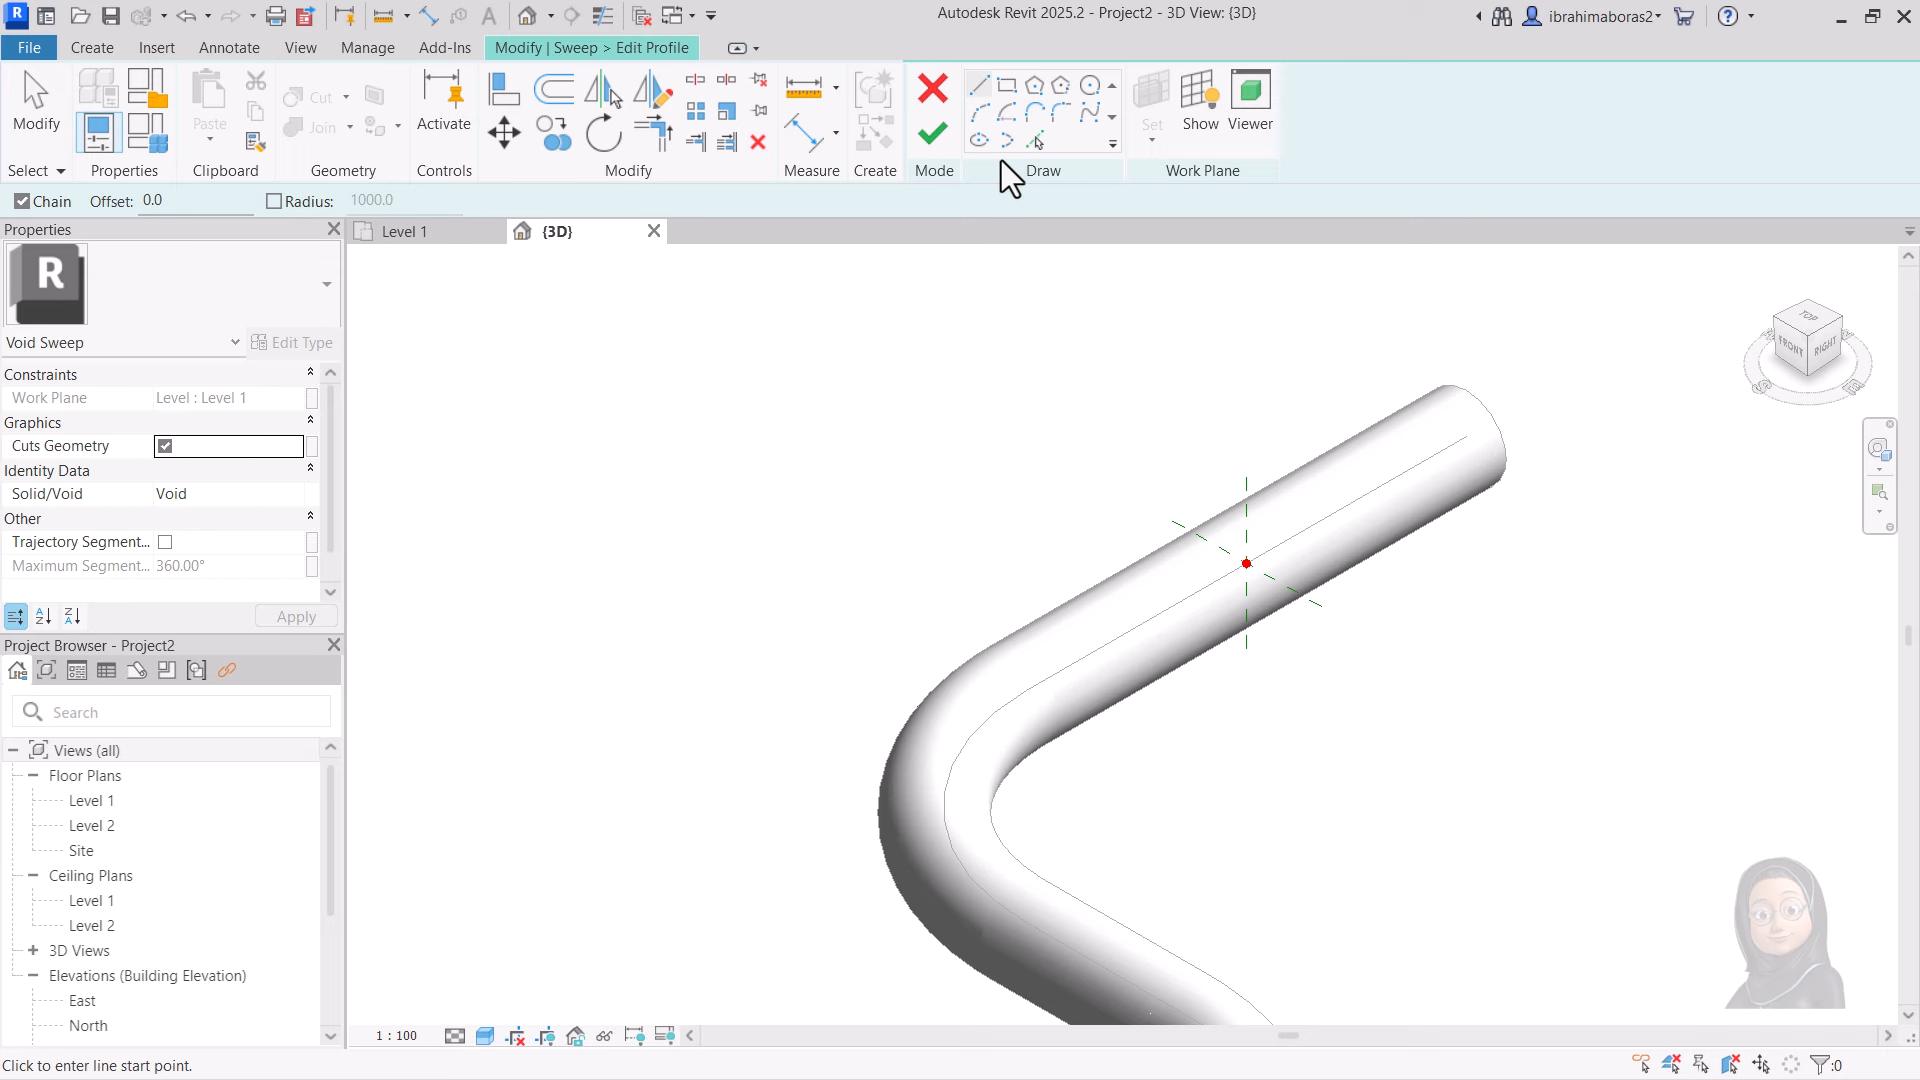 Autodesk Revit 2025.2 - Project2 - 3D View: {3D}
ibrahimaboras2
File Create Insert Annotate View Manage Add-Ins Modify | Sweep > Edit Profile
Modify
Paste
Cut
Join
Activate
Set
Show
Viewer
Select
Properties
Clipboard
Geometry
Controls
Modify
Measure
Create
Mode
Draw
Work Plane
Chain Offset: 0.0 Radius: 1000.0
Properties
Level 1
{3D}
R
Void Sweep
Edit Type
Constraints
Work Plane Level : Level 1
Graphics
Cuts Geometry
Identity Data
Solid/Void Void
Other
Trajectory Segment...
Maximum Segment... 360.00°
Apply
Project Browser - Project2
Search
Views (all)
Floor Plans
Level 1
Level 2
Site
Ceiling Plans
Level 1
Level 2
3D Views
Elevations (Building Elevation)
East
North
TOP
FRONT
RIGHT
S
E
1 : 100
Click to enter line start point.
:0